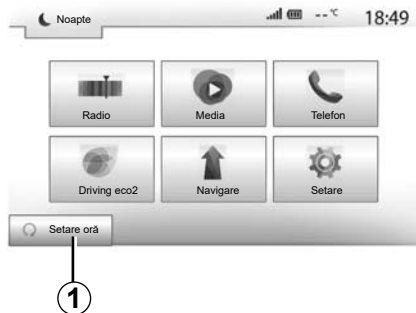 Noapte --°C 18:49
Radio Media Telefon
Driving eco2 Navigare Setare
Setare oră
1